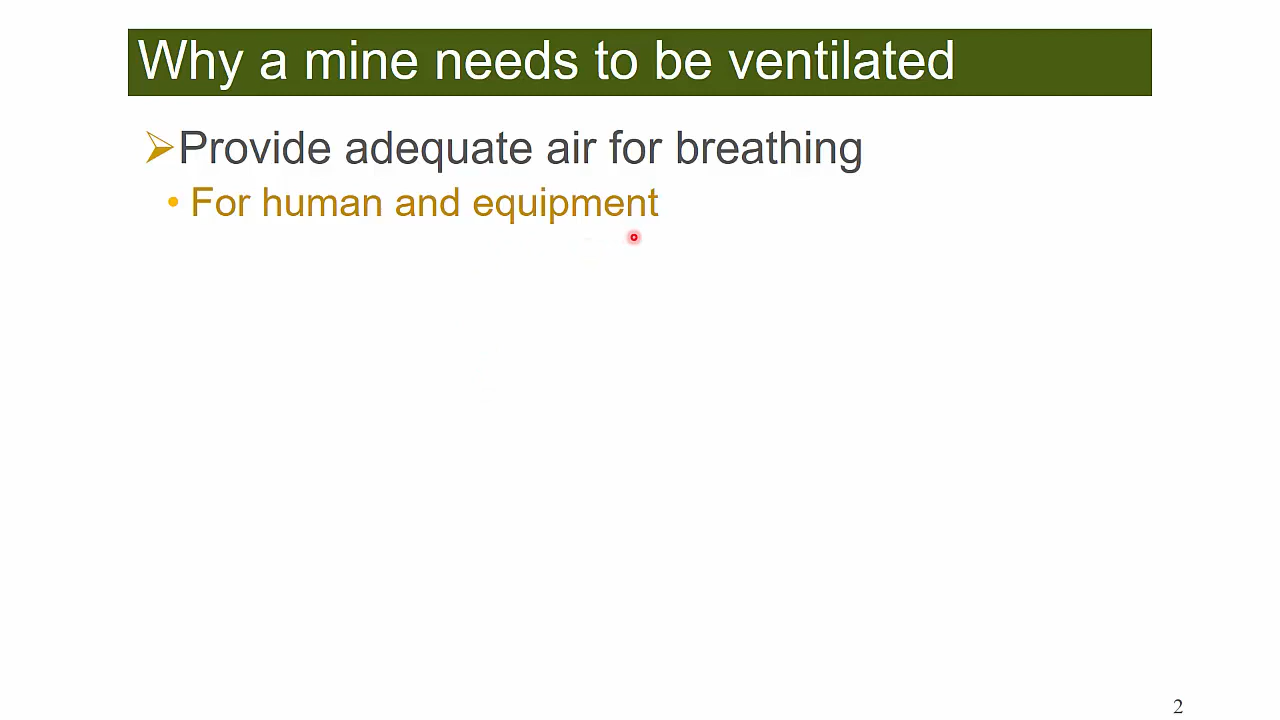 Why a mine needs to be ventilated
Provide adequate air for breathing
• For human and equipment
2